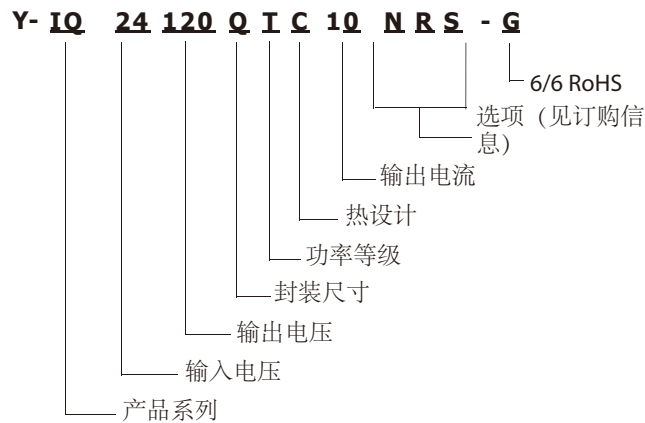 Y- IQ 24 120 Q T C 10 N R S - G
6/6 RoHS
选项（见订购信
息）
输出电流
热设计
功率等级
封装尺寸
输出电压
输入电压
产品系列